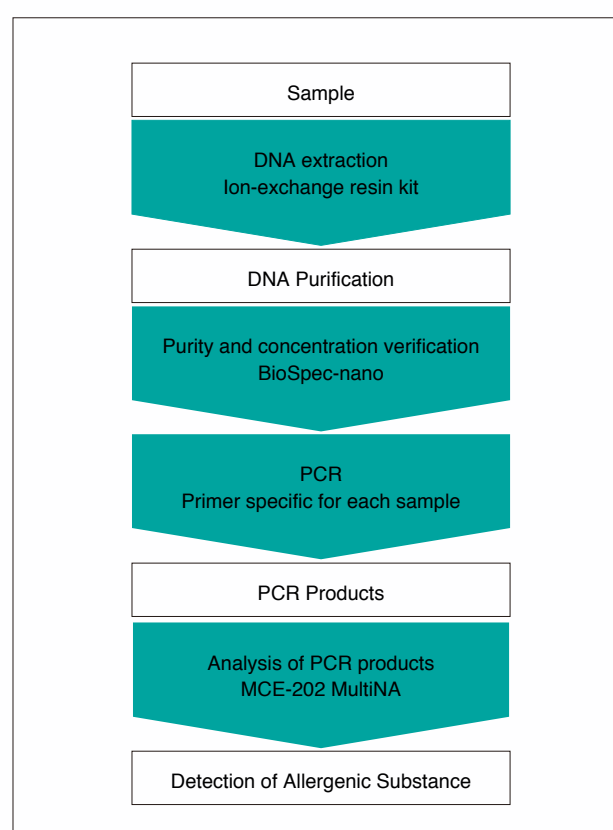 Sample
DNA extraction
Ion-exchange resin kit
DNA Purification
Purity and concentration verification
BioSpec-nano
PCR
Primer specific for each sample
PCR Products
Analysis of PCR products
MCE-202 MultiNA
Detection of Allergenic Substance